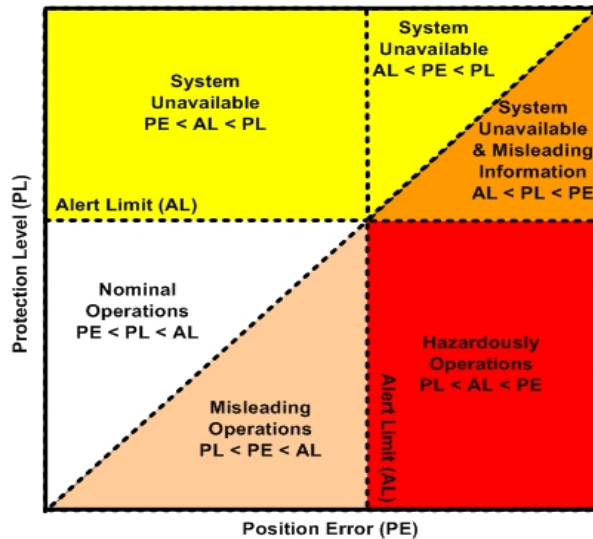 System
Unavailable
PE < AL < PL
System
Unavailable
AL < PE < PL
System
Unavailable
& Misleading
Information
AL < PL < PE
Alert Limit (AL)
Protection Level (PL)
Nominal
Operations
PE < PL < AL
Misleading
Operations
PL < PE < AL
Alert Limit (AL)
Hazardously
Operations
PL < AL < PE
Position Error (PE)